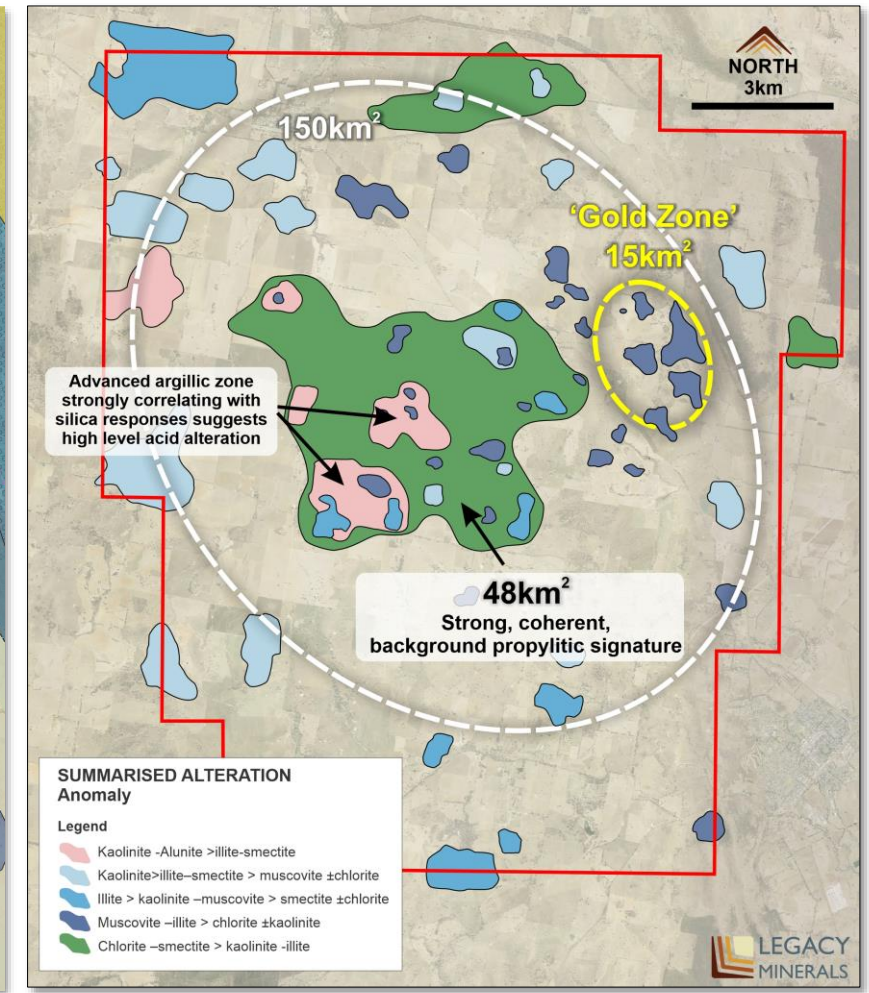 NORTH
3km
150km²
'Gold Zone'
15km²
Advanced argillic zone
strongly correlating with
silica responses suggests
high level acid alteration
48km²
Strong, coherent,
background propylitic signature
SUMMARISED ALTERATION
Anomaly
Legend
Kaolinite -Alunite >illite-smectite
Kaolinite>illite–smectite > muscovite ±chlorite
Illite > kaolinite –muscovite > smectite ±chlorite
Muscovite –illite > chlorite ±kaolinite
Chlorite –smectite > kaolinite -illite
LEGACY
MINERALS